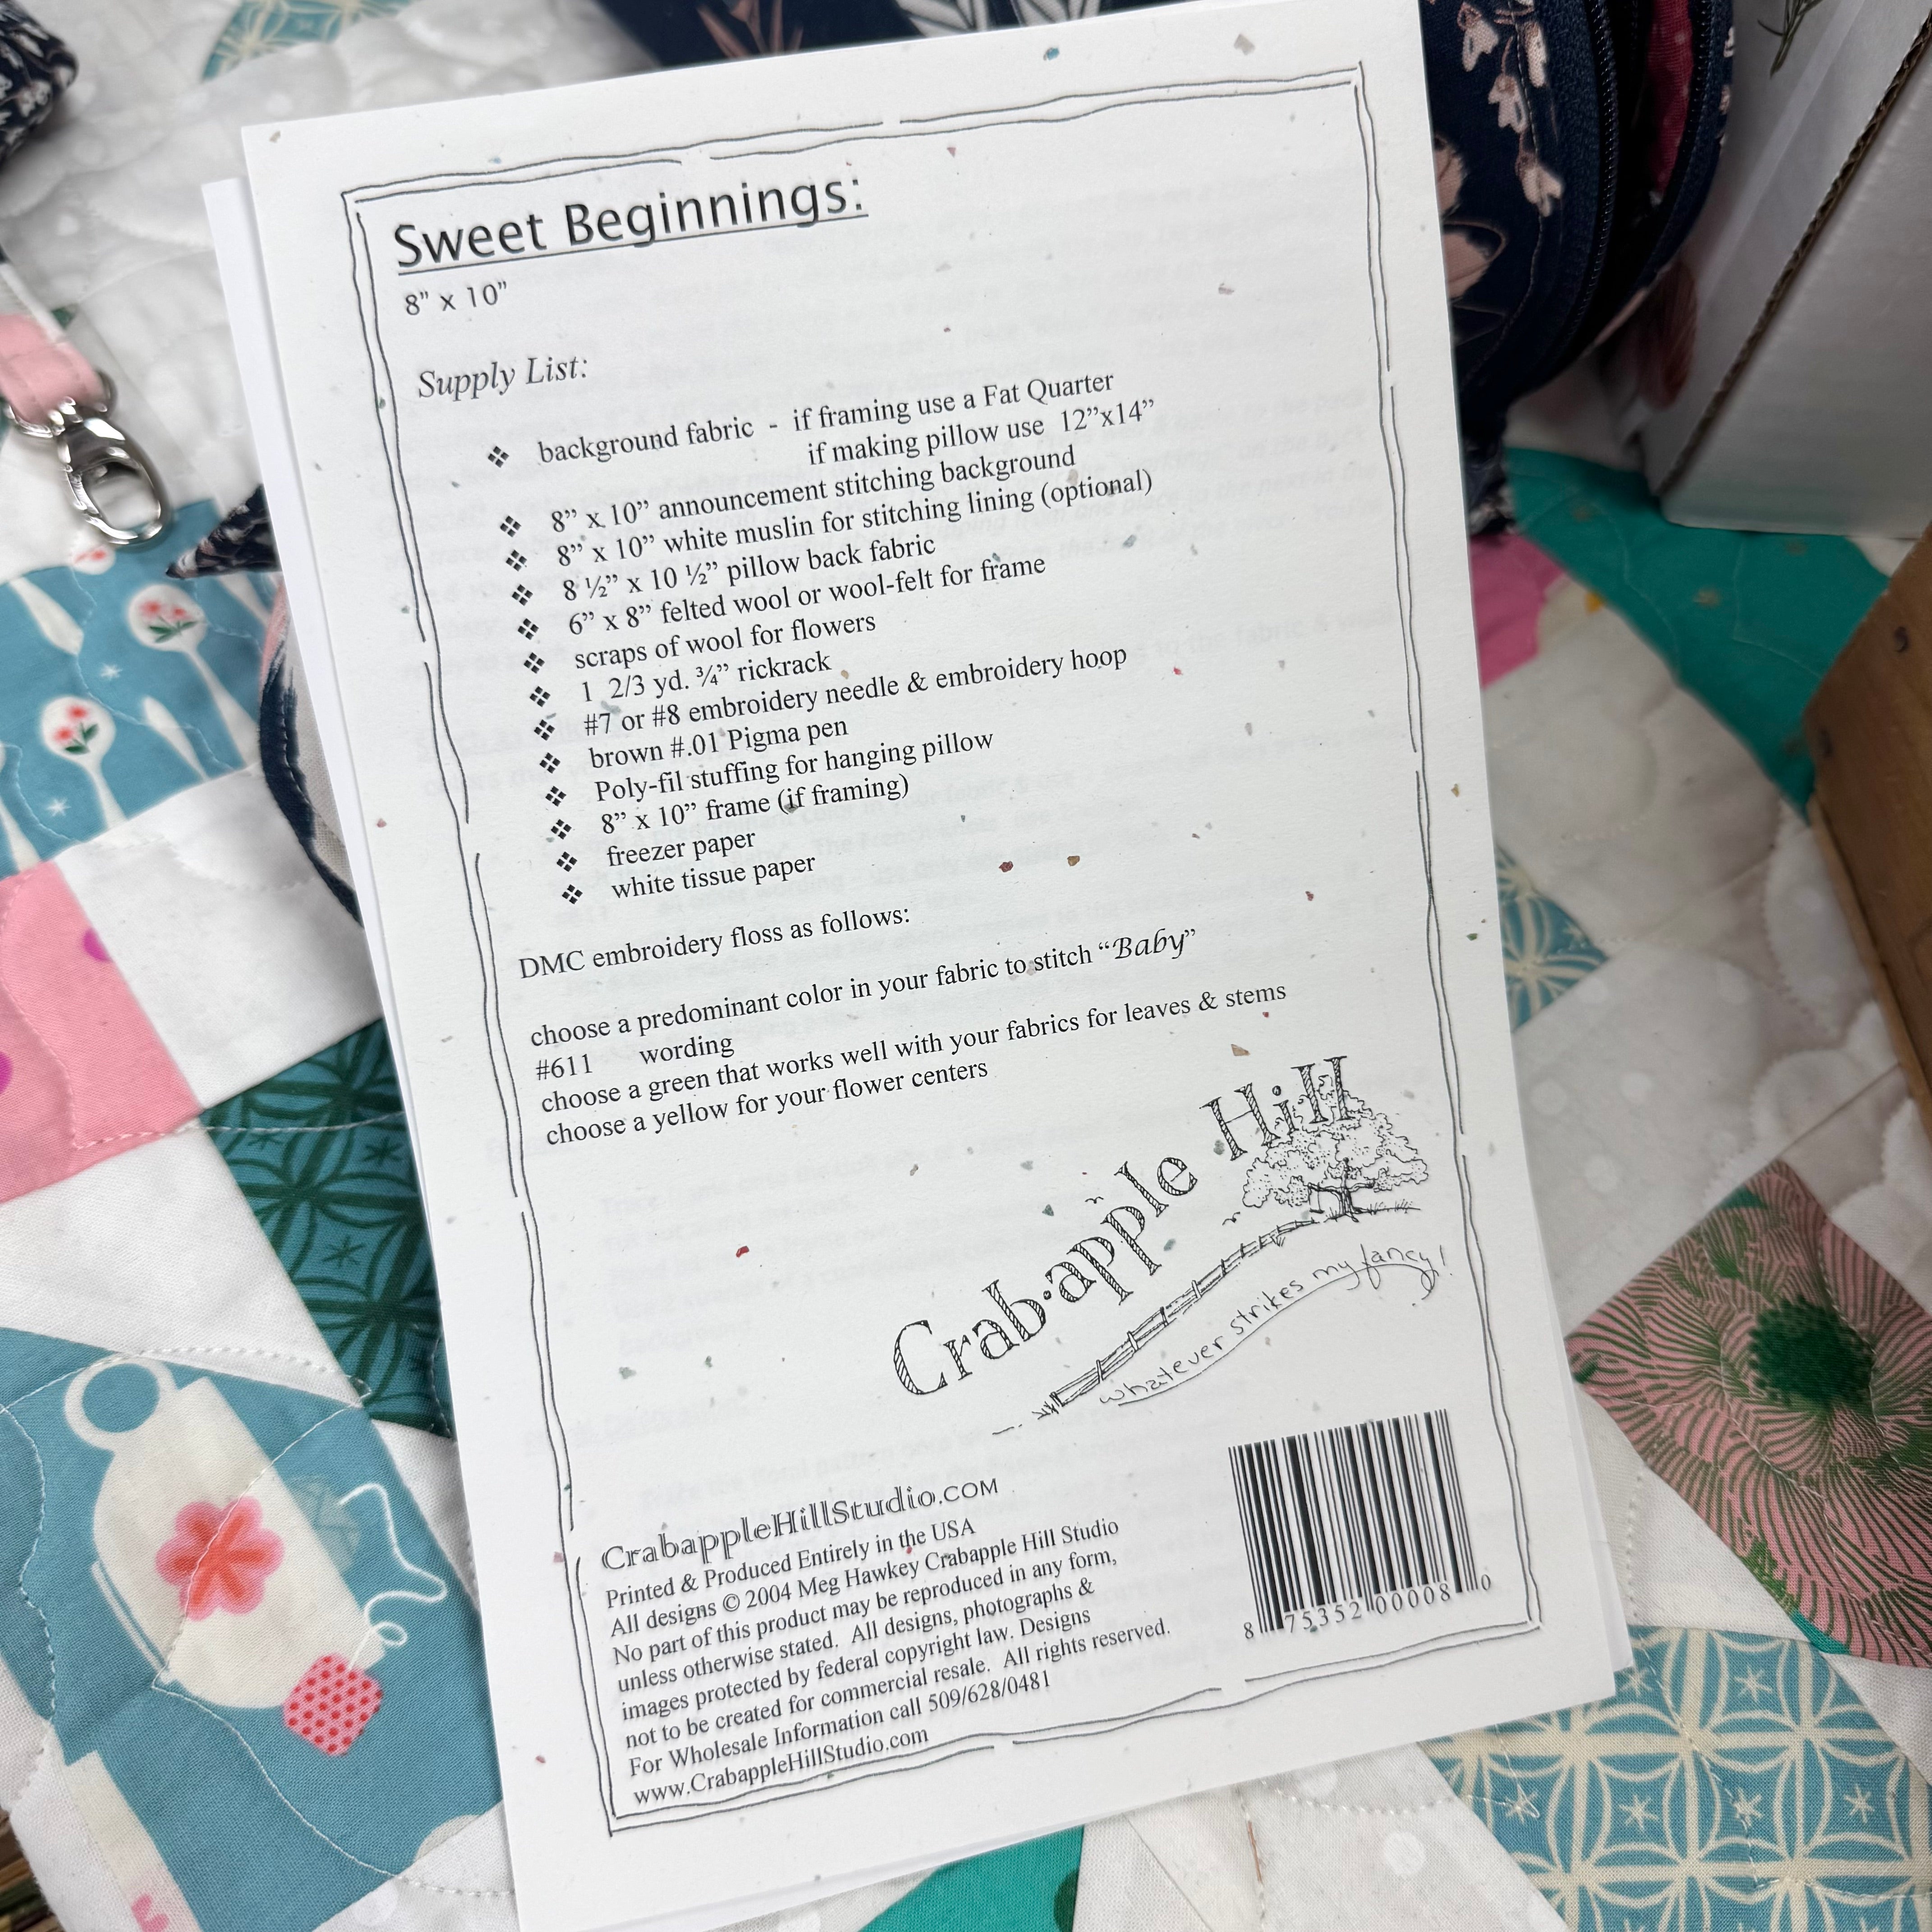 Sweet Beginnings:
8” x 10”
Supply List:
❖ background fabric - if framing use a Fat Quarter
if making pillow use 12”x14”
❖ 8” x 10” announcement stitching background
❖ 8” x 10” white muslin for stitching lining (optional)
❖ 8 ½” x 10 ½” pillow back fabric
❖ 6” x 8” felted wool or wool-felt for frame
❖ scraps of wool for flowers
❖ 1 2/3 yd. ¾” rickrack
❖ #7 or #8 embroidery needle & embroidery hoop
❖ brown #.01 Pigma pen
❖ Poly-fil stuffing for hanging pillow
❖ 8” x 10” frame (if framing)
❖ freezer paper
❖ white tissue paper
DMC embroidery floss as follows:
choose a predominant color in your fabric to stitch “Baby”
#611 wording
choose a green that works well with your fabrics for leaves & stems
choose a yellow for your flower centers
Crab·apple Hill
whatever strikes my fancy!
CrabappleHillStudio.COM
Printed & Produced Entirely in the USA
All designs © 2004 Meg Hawkey Crabapple Hill Studio
No part of this product may be reproduced in any form,
unless otherwise stated. All designs, photographs &
images protected by federal copyright law. Designs
not to be created for commercial resale. All rights reserved.
For Wholesale Information call 509/628/0481
www.CrabappleHillStudio.com
8 75352 00008 0